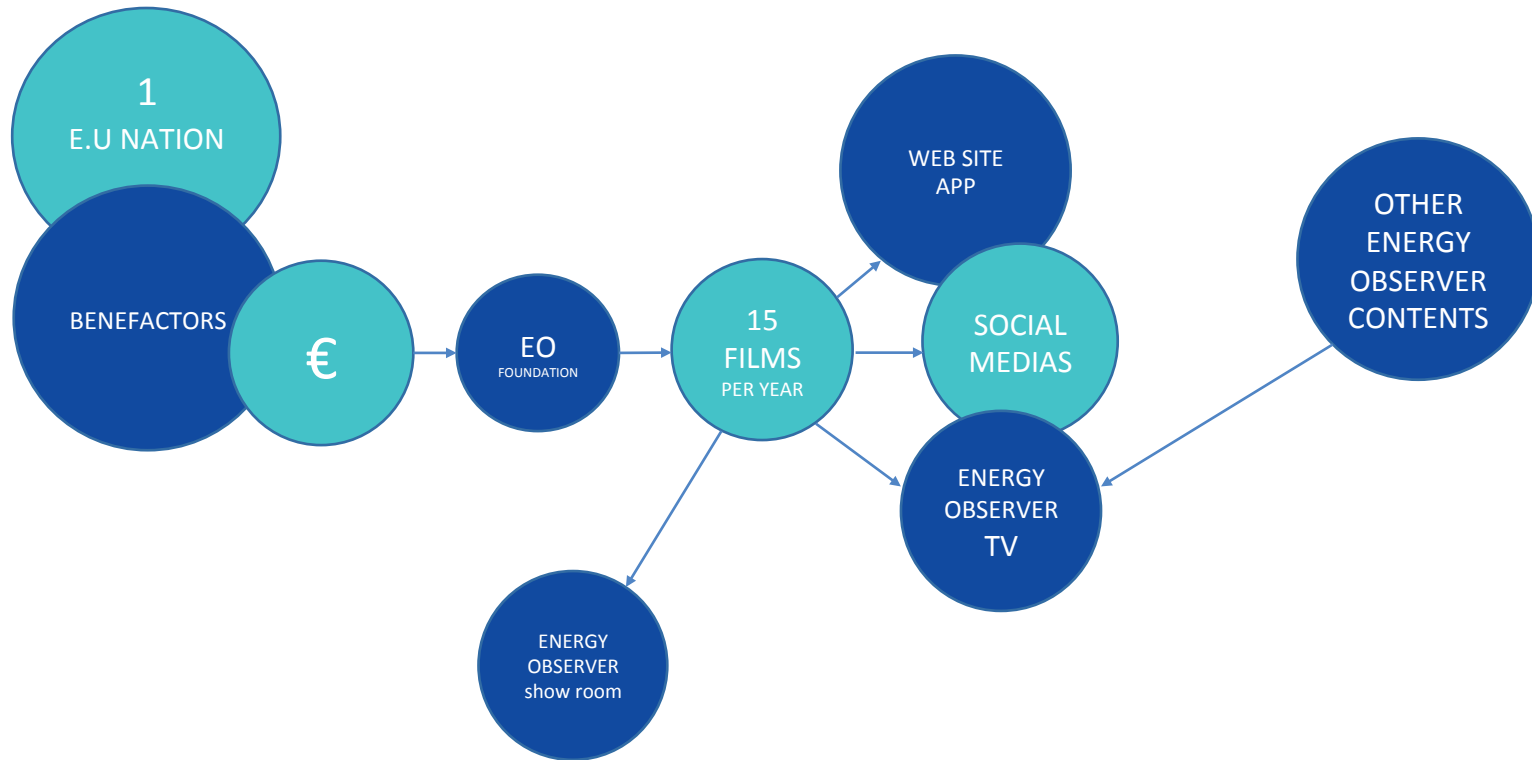 1
E.U NATION
BENEFACTORS
€
EO
FOUNDATION
15
FILMS
PER YEAR
WEB SITE
APP
SOCIAL
MEDIAS
ENERGY
OBSERVER
TV
OTHER
ENERGY
OBSERVER
CONTENTS
ENERGY
OBSERVER
show room